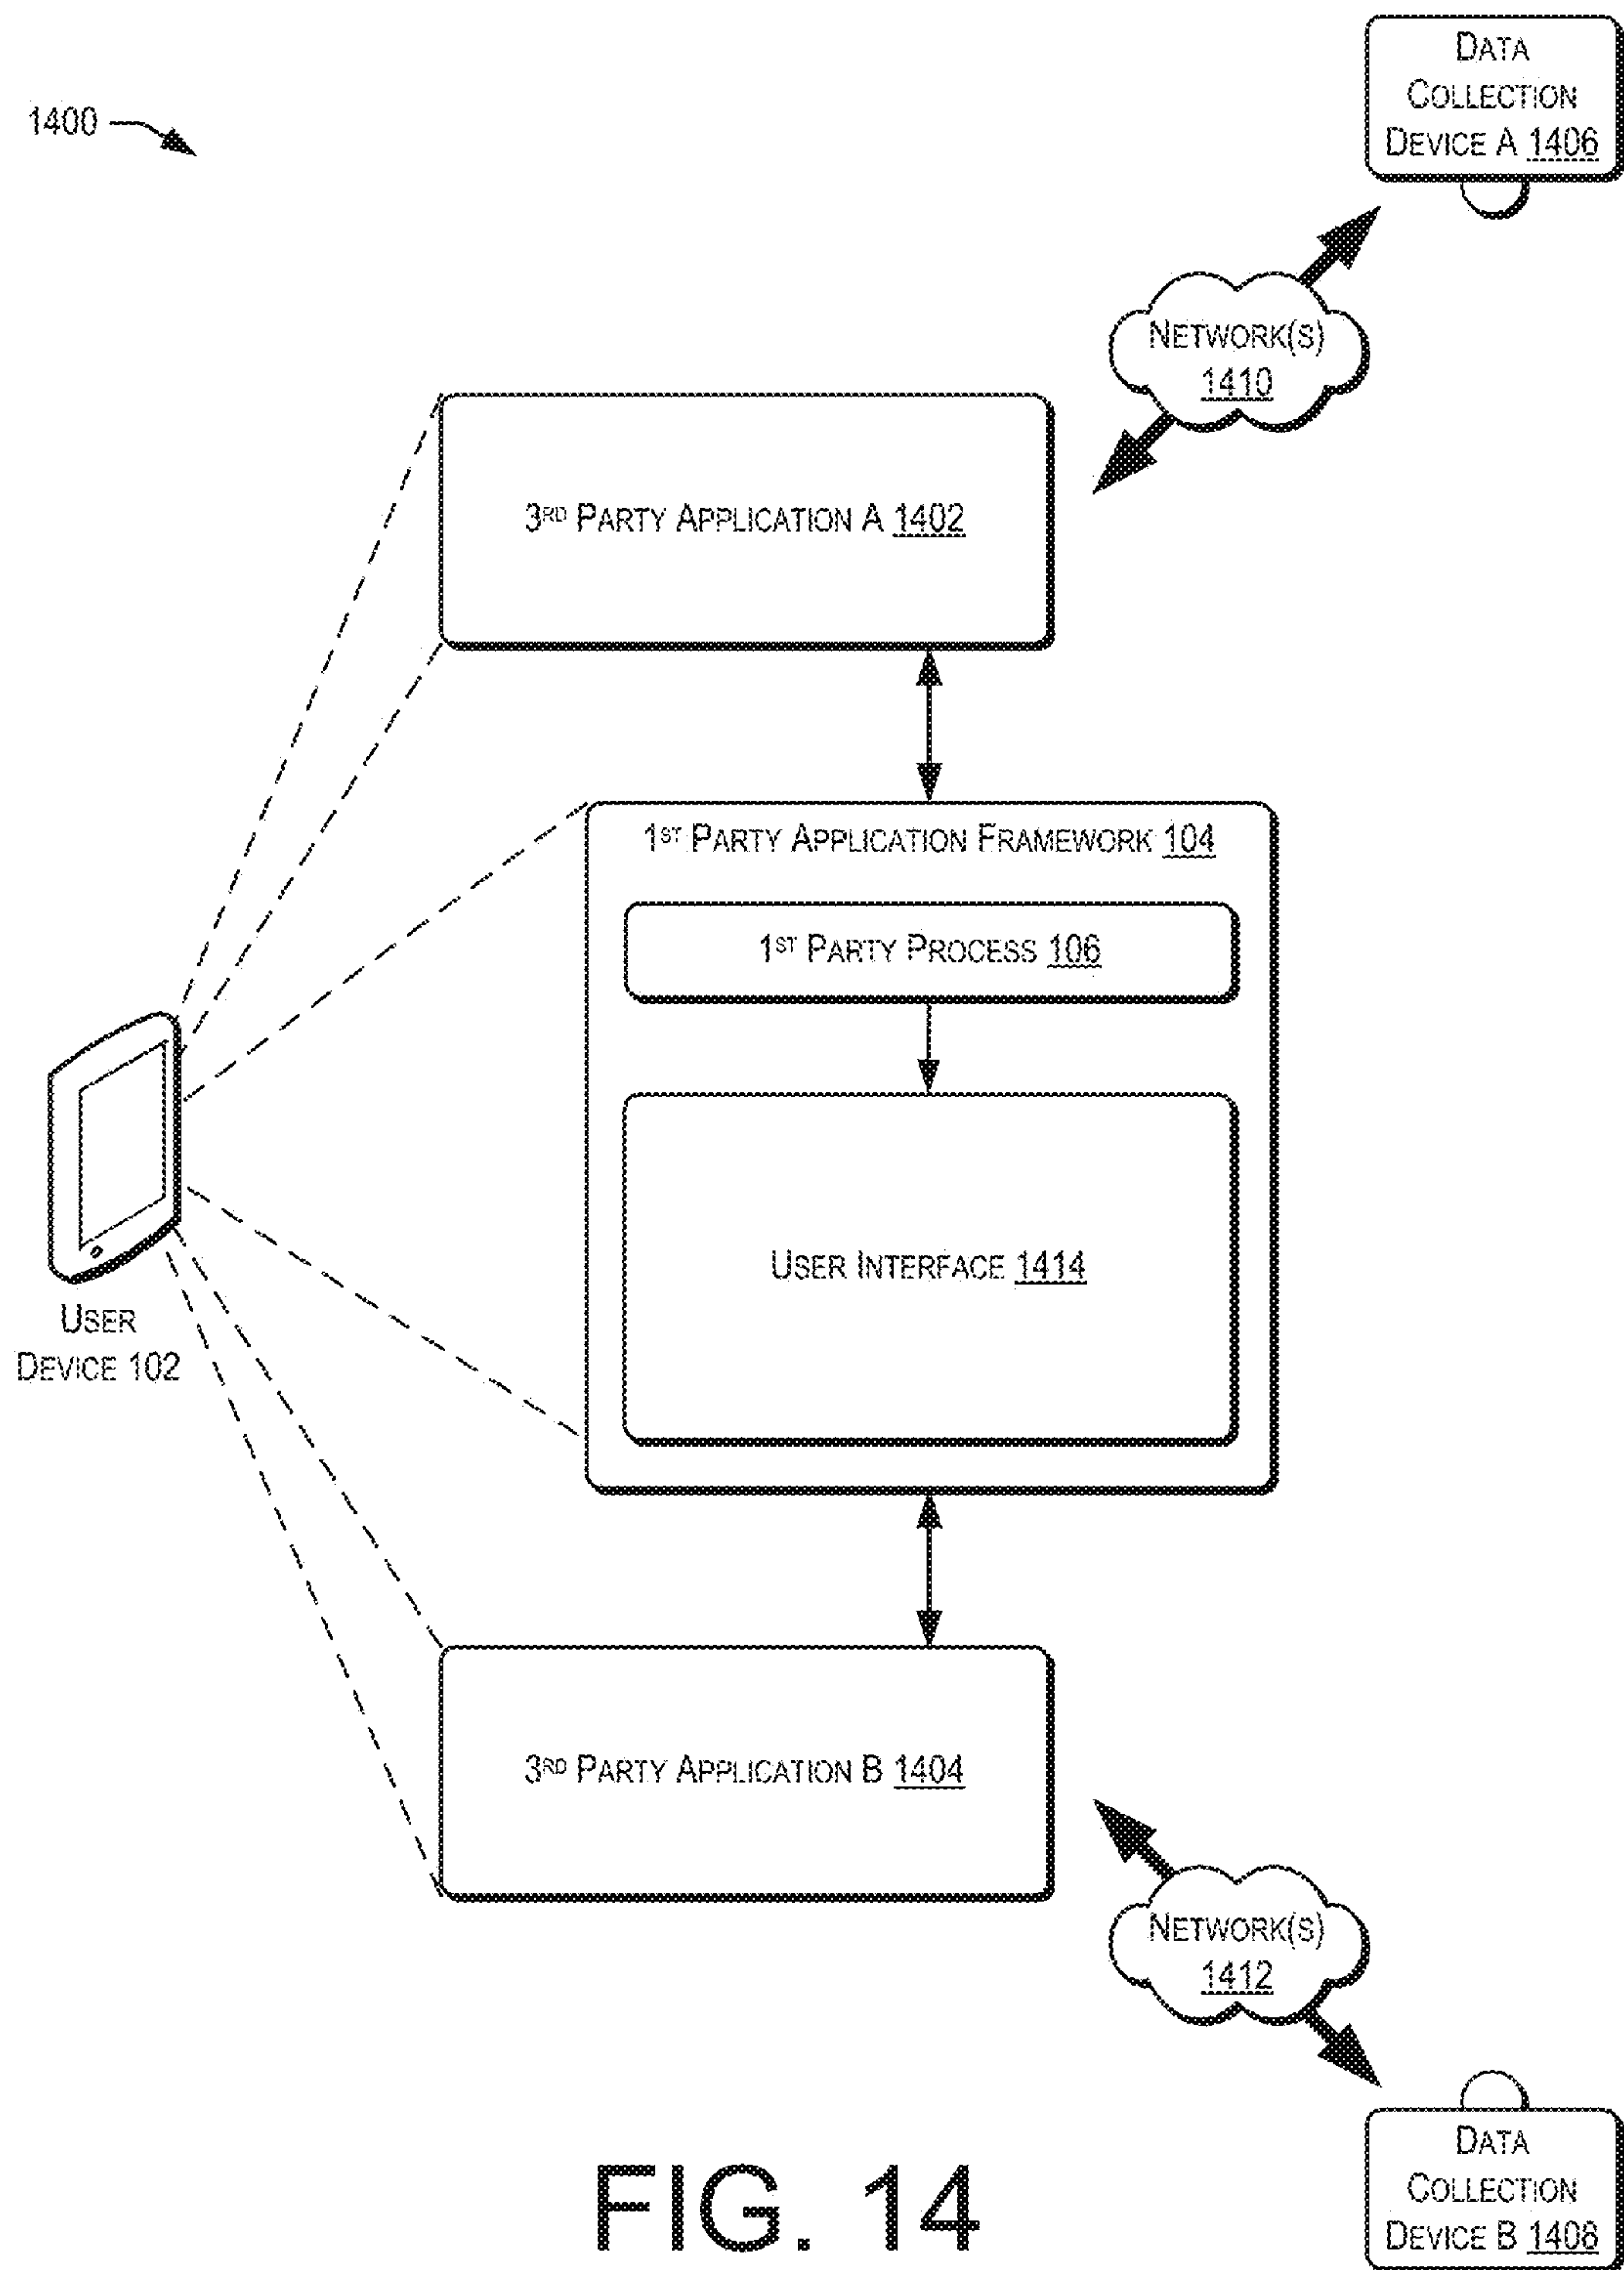 1400
DATA
COLLECTION
DEVICE A 1406
NETWORK(S)
1410
3RD PARTY APPLICATION A 1402
1ST PARTY APPLICATION FRAMEWORK 104
1ST PARTY PROCESS 106
USER INTERFACE 1414
USER
DEVICE 102
3RD PARTY APPLICATION B 1404
NETWORK(S)
1412
DATA
COLLECTION
DEVICE B 1408
FIG. 14